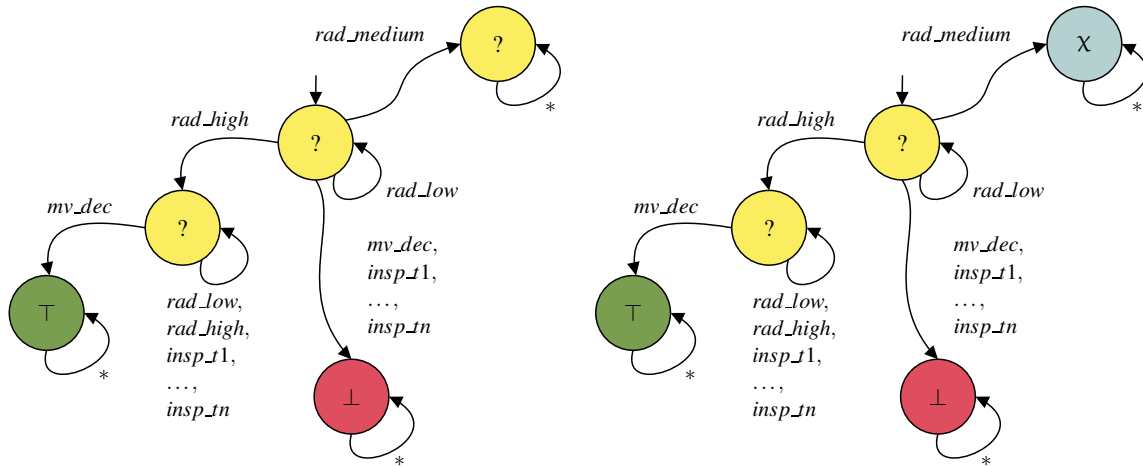 rad_medium
?
*
rad_high
?
rad_low
mv_dec
?
mv_dec,
insp_t1,
...,
insp_tn
⊤
*
rad_low,
rad_high,
insp_t1,
...,
insp_tn
⊥
*
rad_medium
χ
*
rad_high
?
rad_low
mv_dec
?
mv_dec,
insp_t1,
...,
insp_tn
⊤
*
rad_low,
rad_high,
insp_t1,
...,
insp_tn
⊥
*